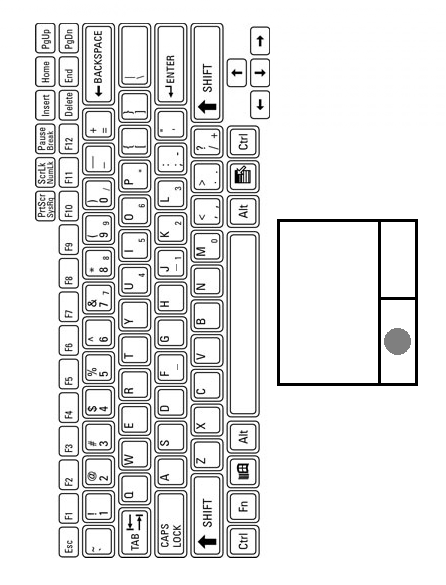 PrtScr ScrLk Pause Insert Home PgUp
SysRq NumLk Break
Esc F1 F2 F3 F4 F5 F6 F7 F8 F9 F10 F11 F12 Delete End PgDn
~ ! @ # $ % ^ & * ( ) _ + BACKSPACE
` 1 2 3 4 5 6 7 7 8 8 9 9 0 / - =
TAB Q W E R T Y U 4 I 5 O 6 P * { [ } ] | \
CAPS A S D F _ G H J _ 1 K 2 L 3 : ; - " ' ENTER
LOCK
SHIFT Z X C V B N M 0 < , , > . . ? / + SHIFT
Ctrl Fn Alt Alt Ctrl